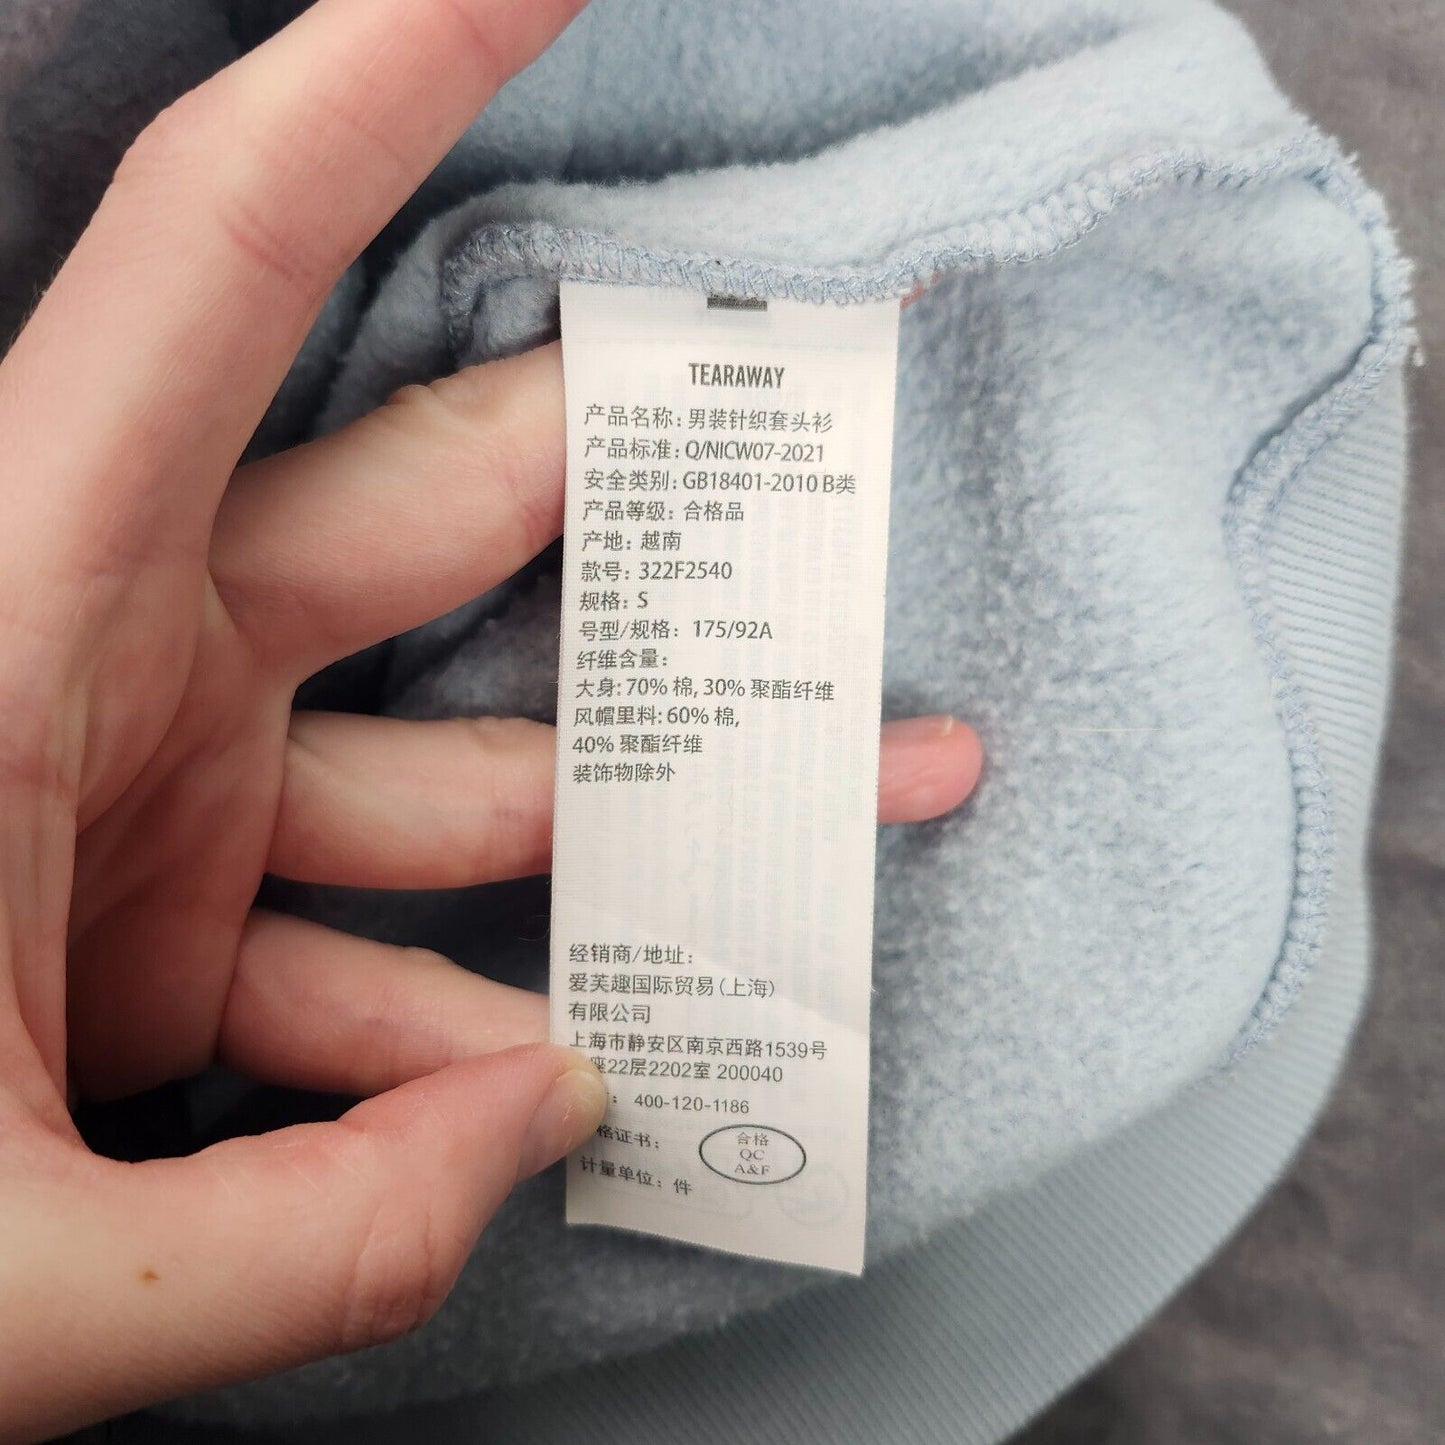 TEARAWAY
产品名称: 男装针织套头衫
产品标准: Q/NICW07-2021
安全类别: GB18401-2010 B类
产品等级: 合格品
产地: 越南
款号: 322F2540
规格: S
号型/规格: 175/92A
纤维含量:
大身: 70% 棉, 30% 聚酯纤维
风帽里料: 60% 棉,
40% 聚酯纤维
装饰物除外
经销商/地址:
爱芙趣国际贸易(上海)
有限公司
上海市静安区南京西路1539号
座22层2202室 200040
: 400-120-1186
格证书:
合格
QC
A&F
计量单位: 件